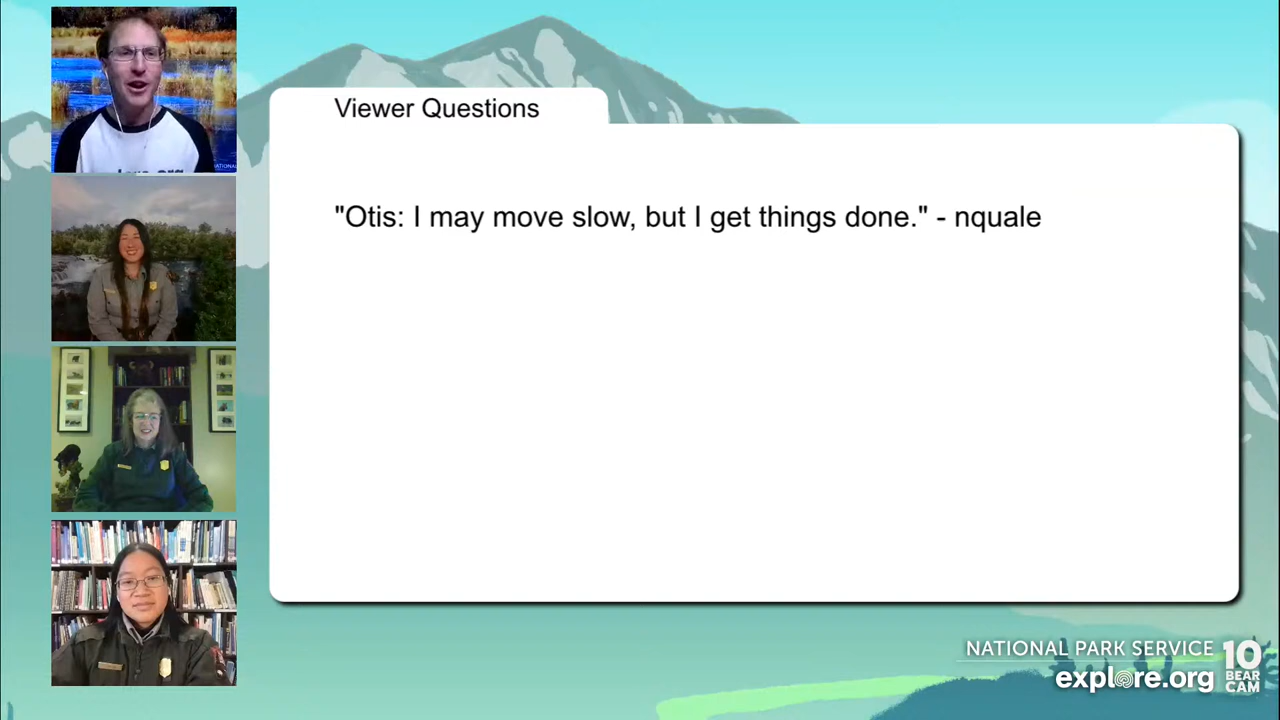 Viewer Questions
"Otis: I may move slow, but I get things done." - nquale
NATIONAL PARK SERVICE
explore.org
10
BEAR
CAM